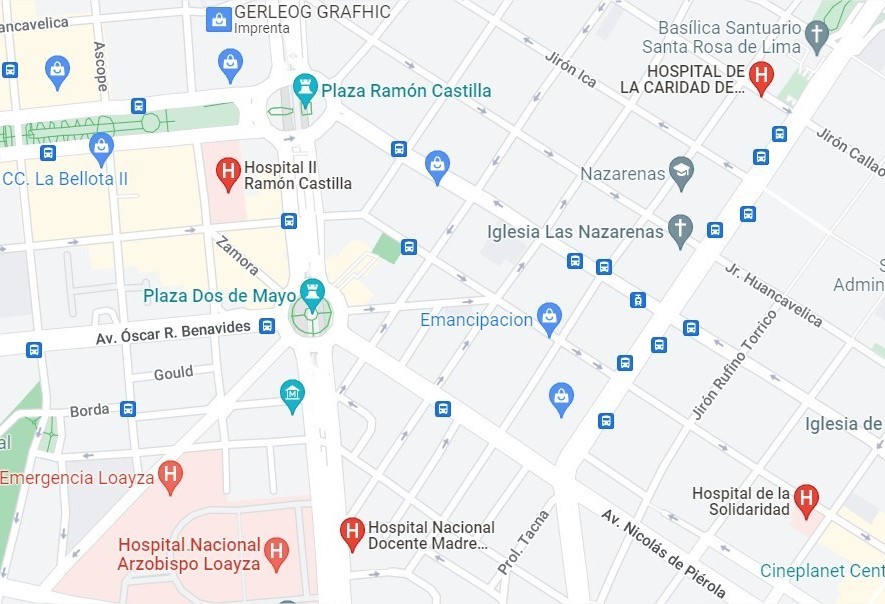 GERLEOG GRAFHIC
Imprenta
uancavelica
Ascope
Basílica Santuario
Santa Rosa de Lima
Jirón Ica
HOSPITAL DE
LA CARIDAD DE...
Plaza Ramón Castilla
Jirón Callao
Hospital II
Ramón Castilla
CC. La Bellota II
Nazarenas
Iglesia Las Nazarenas
Zamora
Jr. Huancavelica
S
Admin
Plaza Dos de Mayo
Emancipacion
Av. Óscar R. Benavides
Jirón Rufino Torrico
Gould
Borda
Iglesia de
al
Emergencia Loayza
Hospital de la
Solidaridad
Hospital Nacional
Docente Madre...
Prol. Tacna
Av. Nicolás de Piérola
Hospital Nacional
Arzobispo Loayza
Cineplanet Cent